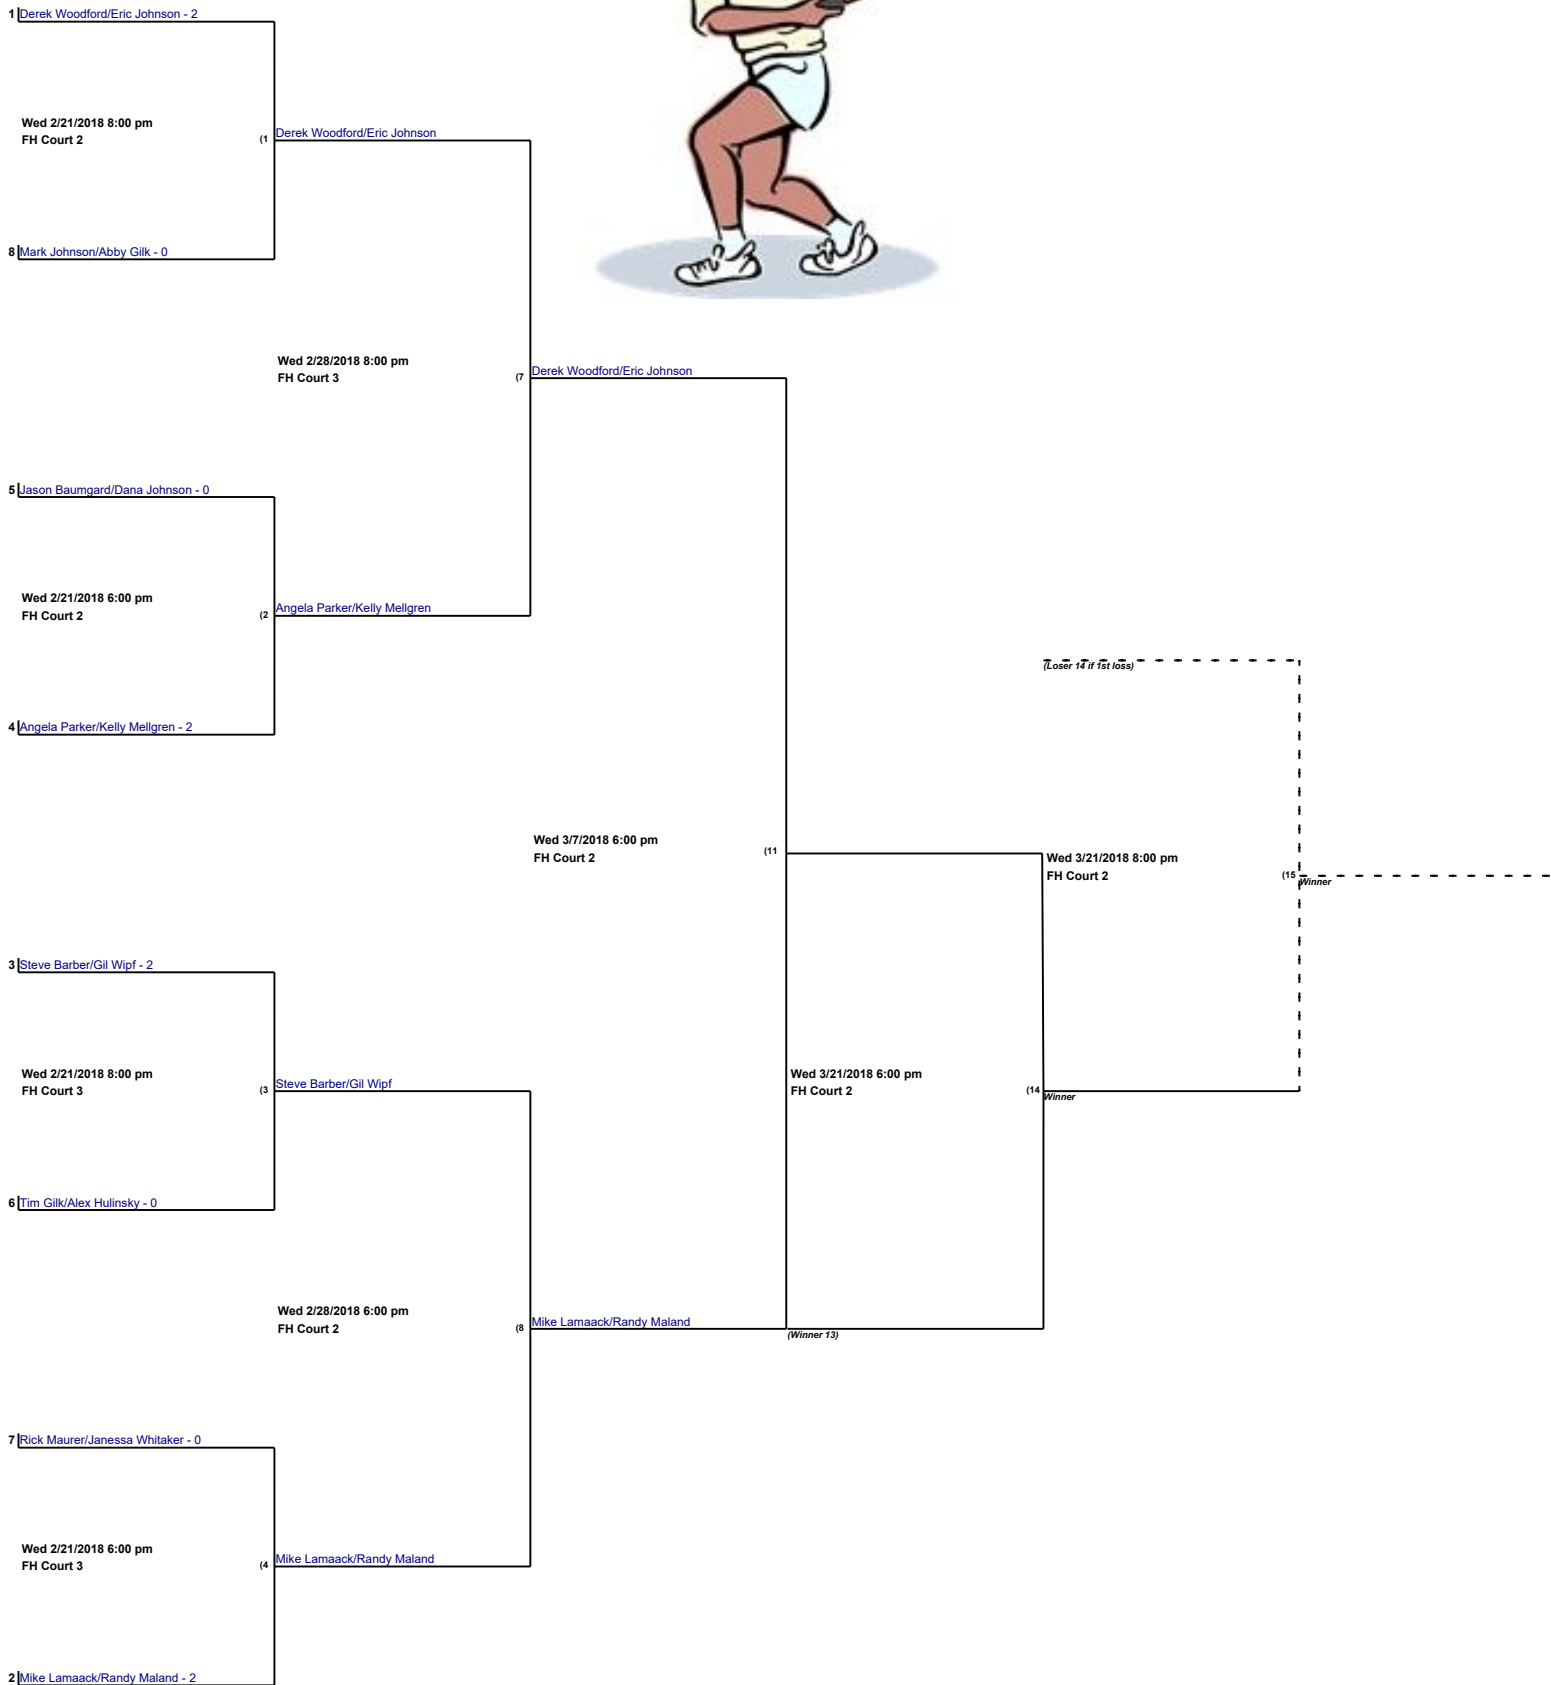 1 Derek Woodford/Eric Johnson - 2
Wed 2/21/2018 8:00 pm
FH Court 2
(1
Derek Woodford/Eric Johnson
8 Mark Johnson/Abby Gilk - 0
Wed 2/28/2018 8:00 pm
FH Court 3
(7
Derek Woodford/Eric Johnson
5 Jason Baumgard/Dana Johnson - 0
Wed 2/21/2018 6:00 pm
FH Court 2
(2
Angela Parker/Kelly Mellgren
(Loser 14 if 1st loss)
4 Angela Parker/Kelly Mellgren - 2
Wed 3/7/2018 6:00 pm
FH Court 2
(11
Wed 3/21/2018 8:00 pm
FH Court 2
(15
Winner
3 Steve Barber/Gil Wipf - 2
Wed 2/21/2018 8:00 pm
FH Court 3
(3
Steve Barber/Gil Wipf
Wed 3/21/2018 6:00 pm
FH Court 2
(14
Winner
6 Tim Gilk/Alex Hulinsky - 0
Wed 2/28/2018 6:00 pm
FH Court 2
(8
Mike Lamaack/Randy Maland
(Winner 13)
7 Rick Maurer/Janessa Whitaker - 0
Wed 2/21/2018 6:00 pm
FH Court 3
(4
Mike Lamaack/Randy Maland
2 Mike Lamaack/Randy Maland - 2